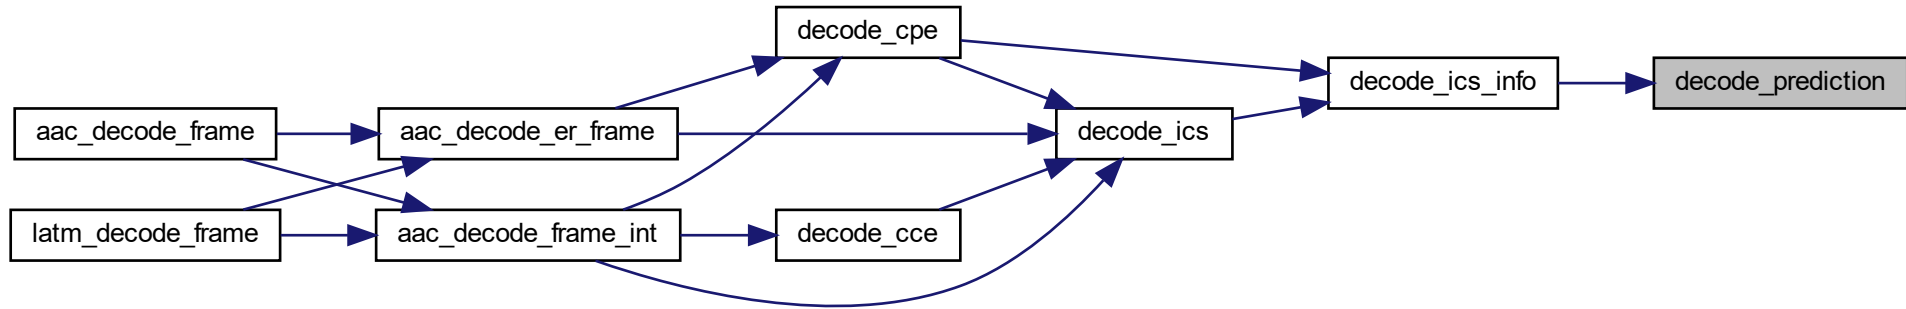 decode_cpe
decode_ics_info
decode_prediction
aac_decode_frame
aac_decode_er_frame
decode_ics
latm_decode_frame
aac_decode_frame_int
decode_cce